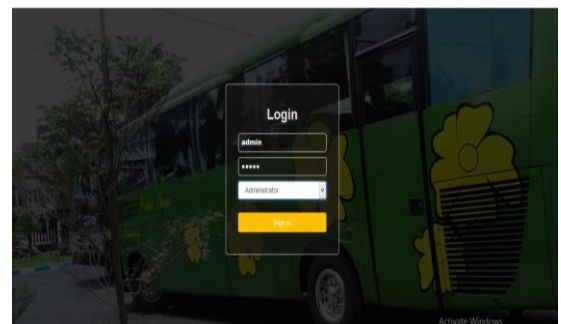 Login
admin
•••••
Administrator
Sign in
Activate Windows